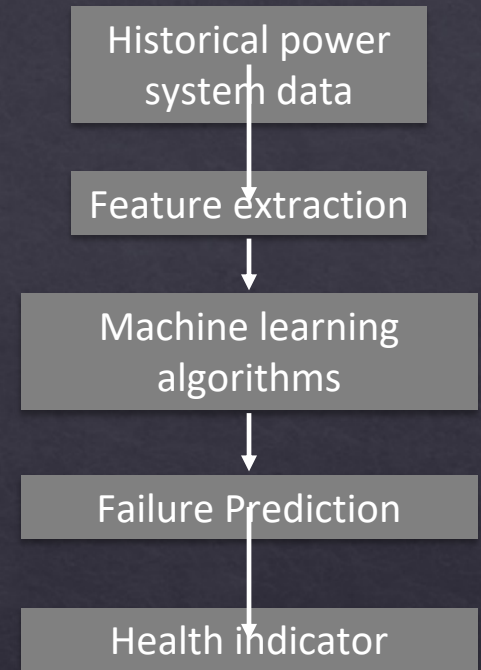 Historical power
system data
Feature extraction
Machine learning
algorithms
Failure Prediction
Health indicator